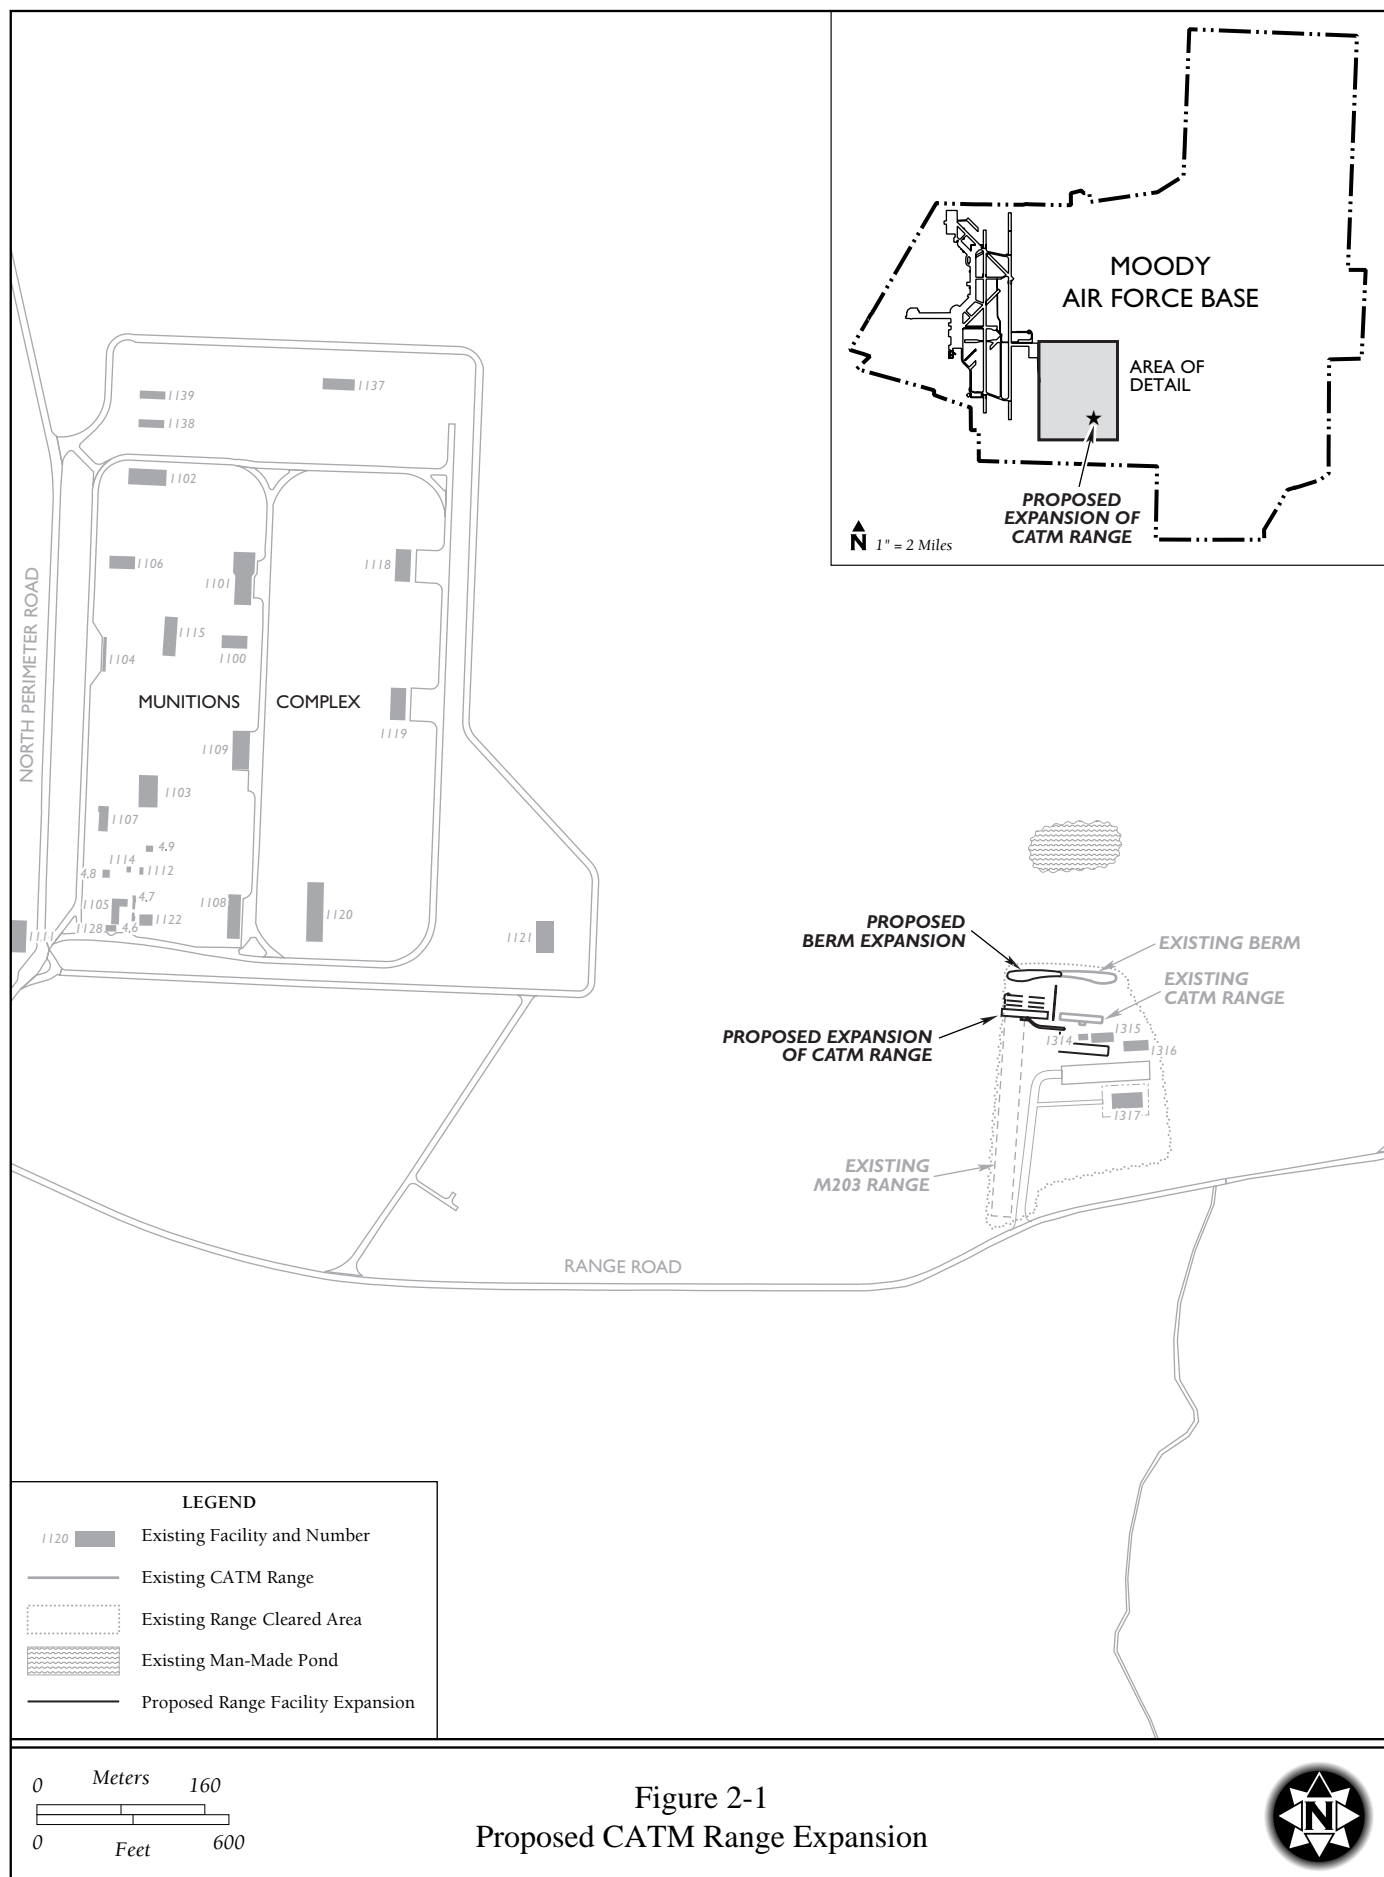 MOODY
AIR FORCE BASE
AREA OF
DETAIL
PROPOSED
EXPANSION OF
CATM RANGE
N
1" = 2 Miles
1139
1137
1138
1102
1106
1101
1118
1115
1104
1100
NORTH PERIMETER ROAD
MUNITIONS COMPLEX
1119
1109
1103
1107
4.9
1114
4.8
1112
4.7
1105
1108
1120
1122
1128
4.6
1111
1121
PROPOSED
BERM EXPANSION
EXISTING BERM
EXISTING
CATM RANGE
PROPOSED EXPANSION
OF CATM RANGE
1314
1315
1316
1317
EXISTING
M203 RANGE
RANGE ROAD
LEGEND
1120 Existing Facility and Number
Existing CATM Range
Existing Range Cleared Area
Existing Man-Made Pond
Proposed Range Facility Expansion
0 Meters 160
0 Feet 600
Figure 2-1
Proposed CATM Range Expansion
N